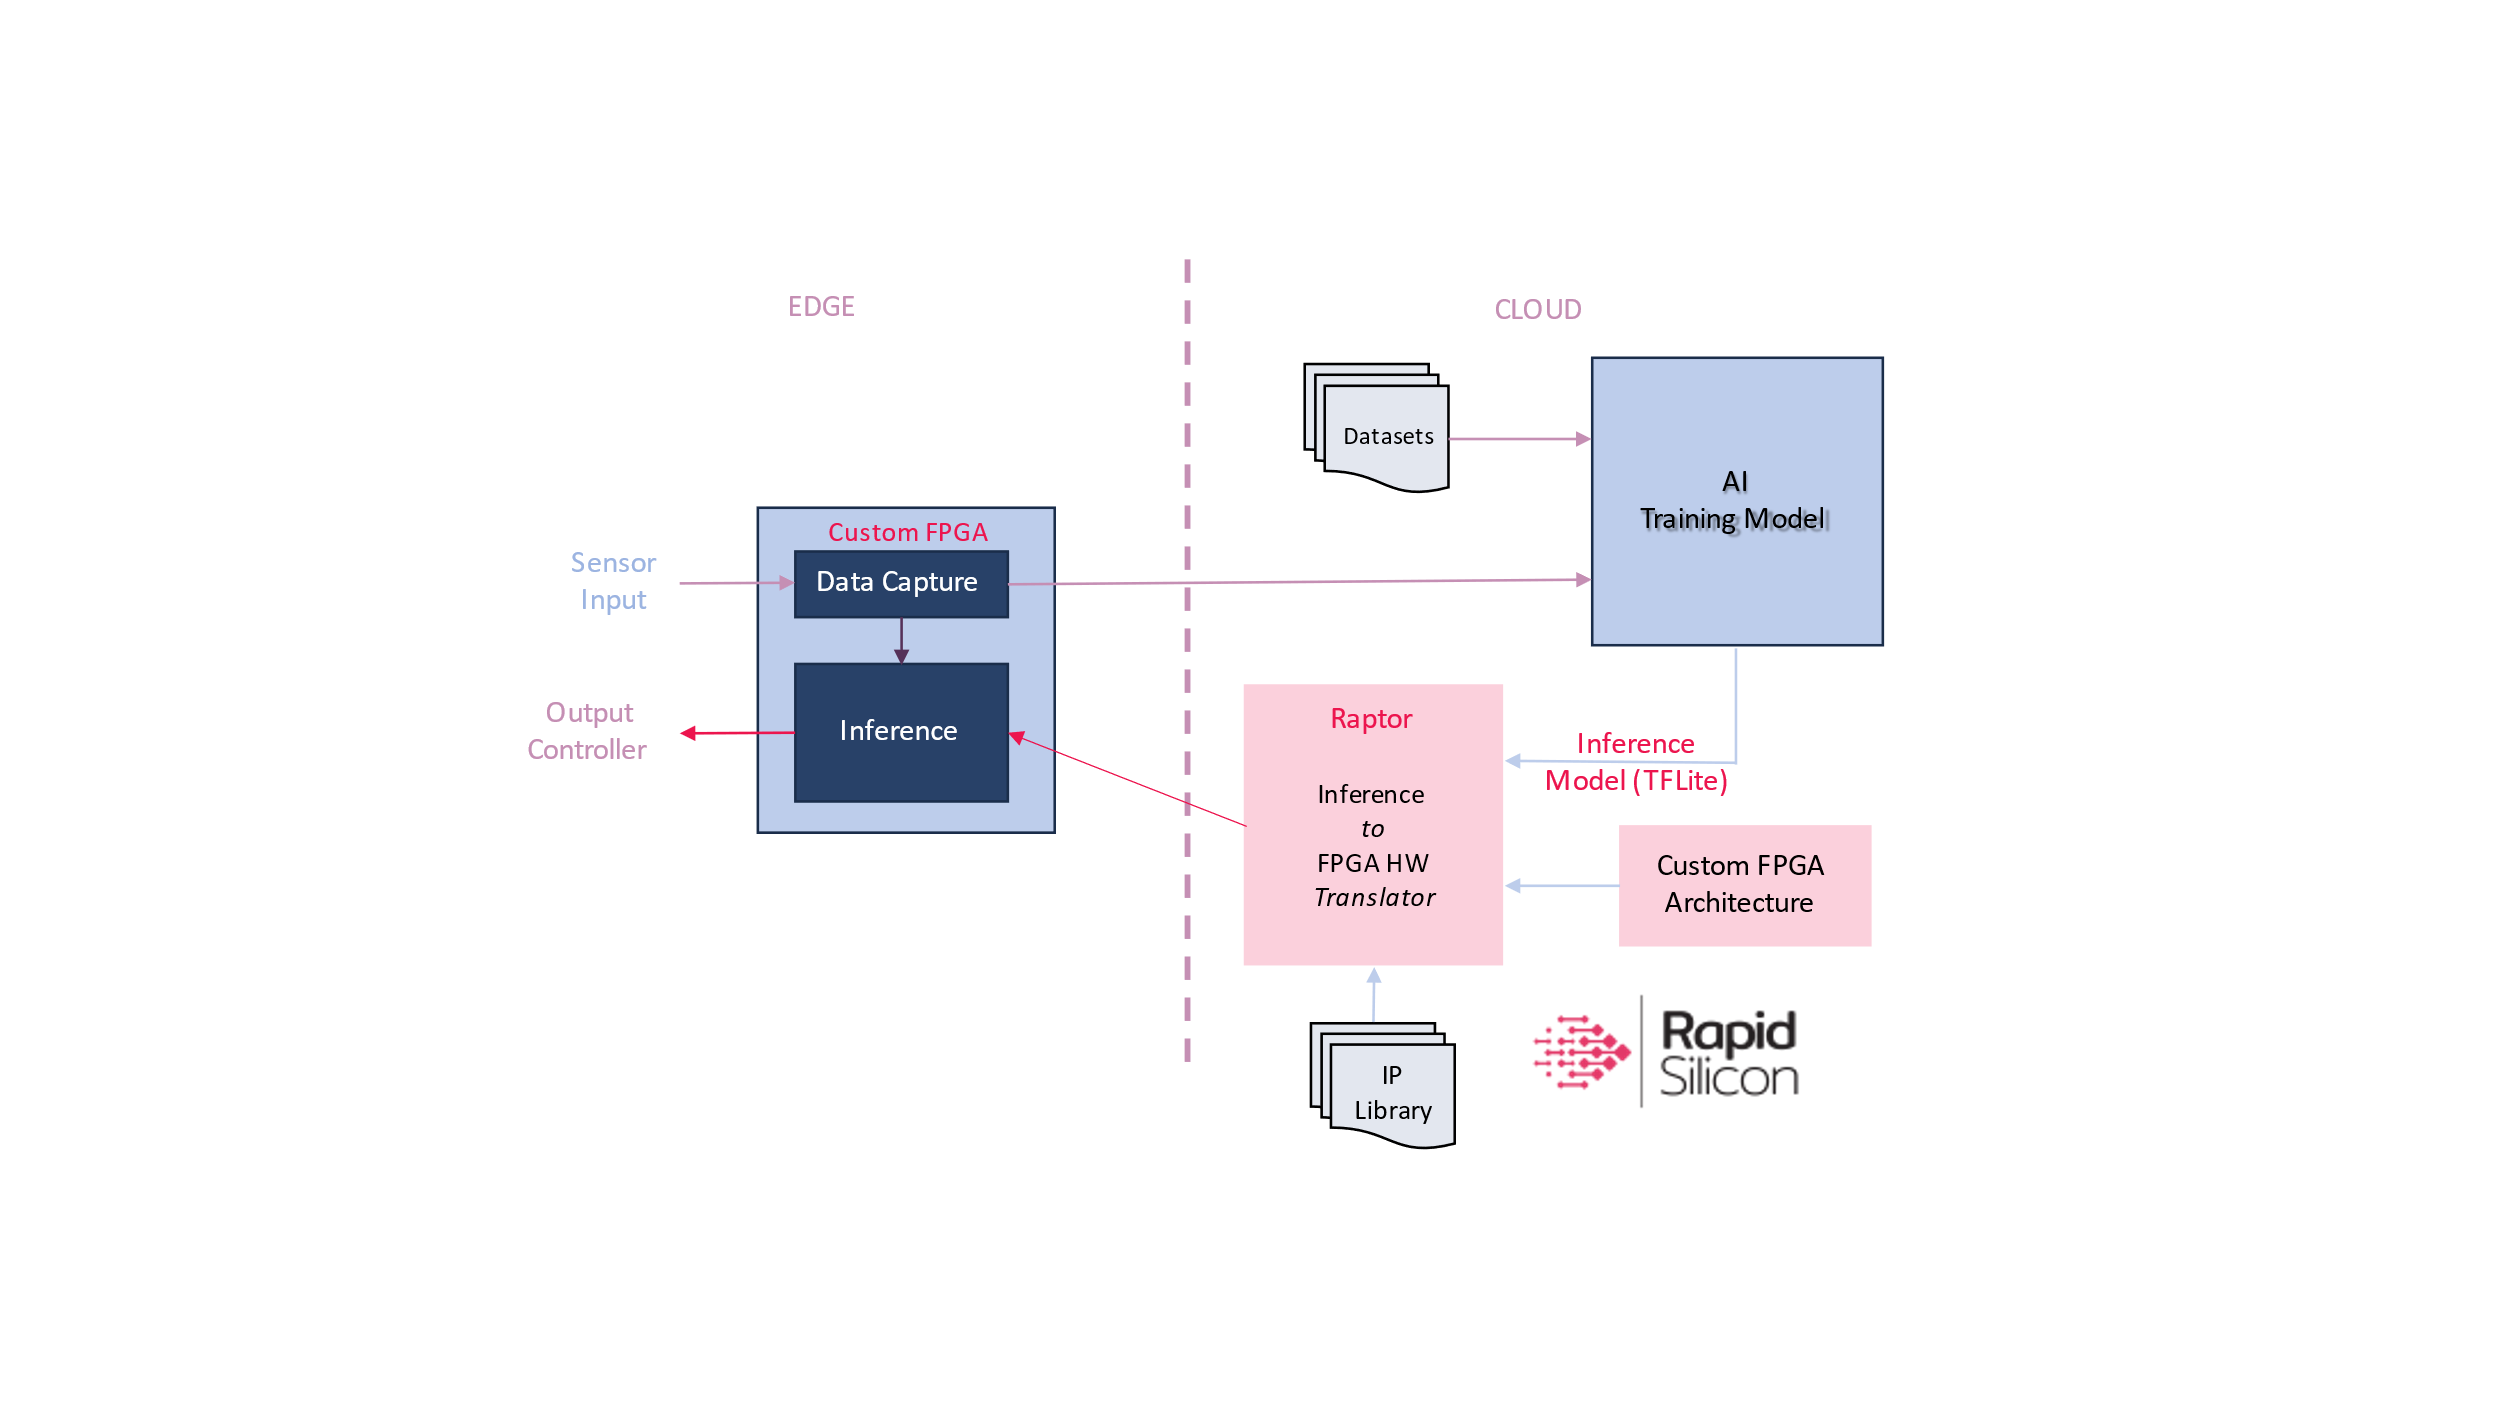 EDGE
CLOUD
Datasets
AI
Training Model
Custom FPGA
Sensor
Input
Data Capture
Inference
Output
Controller
Raptor
Inference
to
FPGA HW
Translator
Inference
Model (TFLite)
Custom FPGA
Architecture
IP
Library
Rapid
Silicon